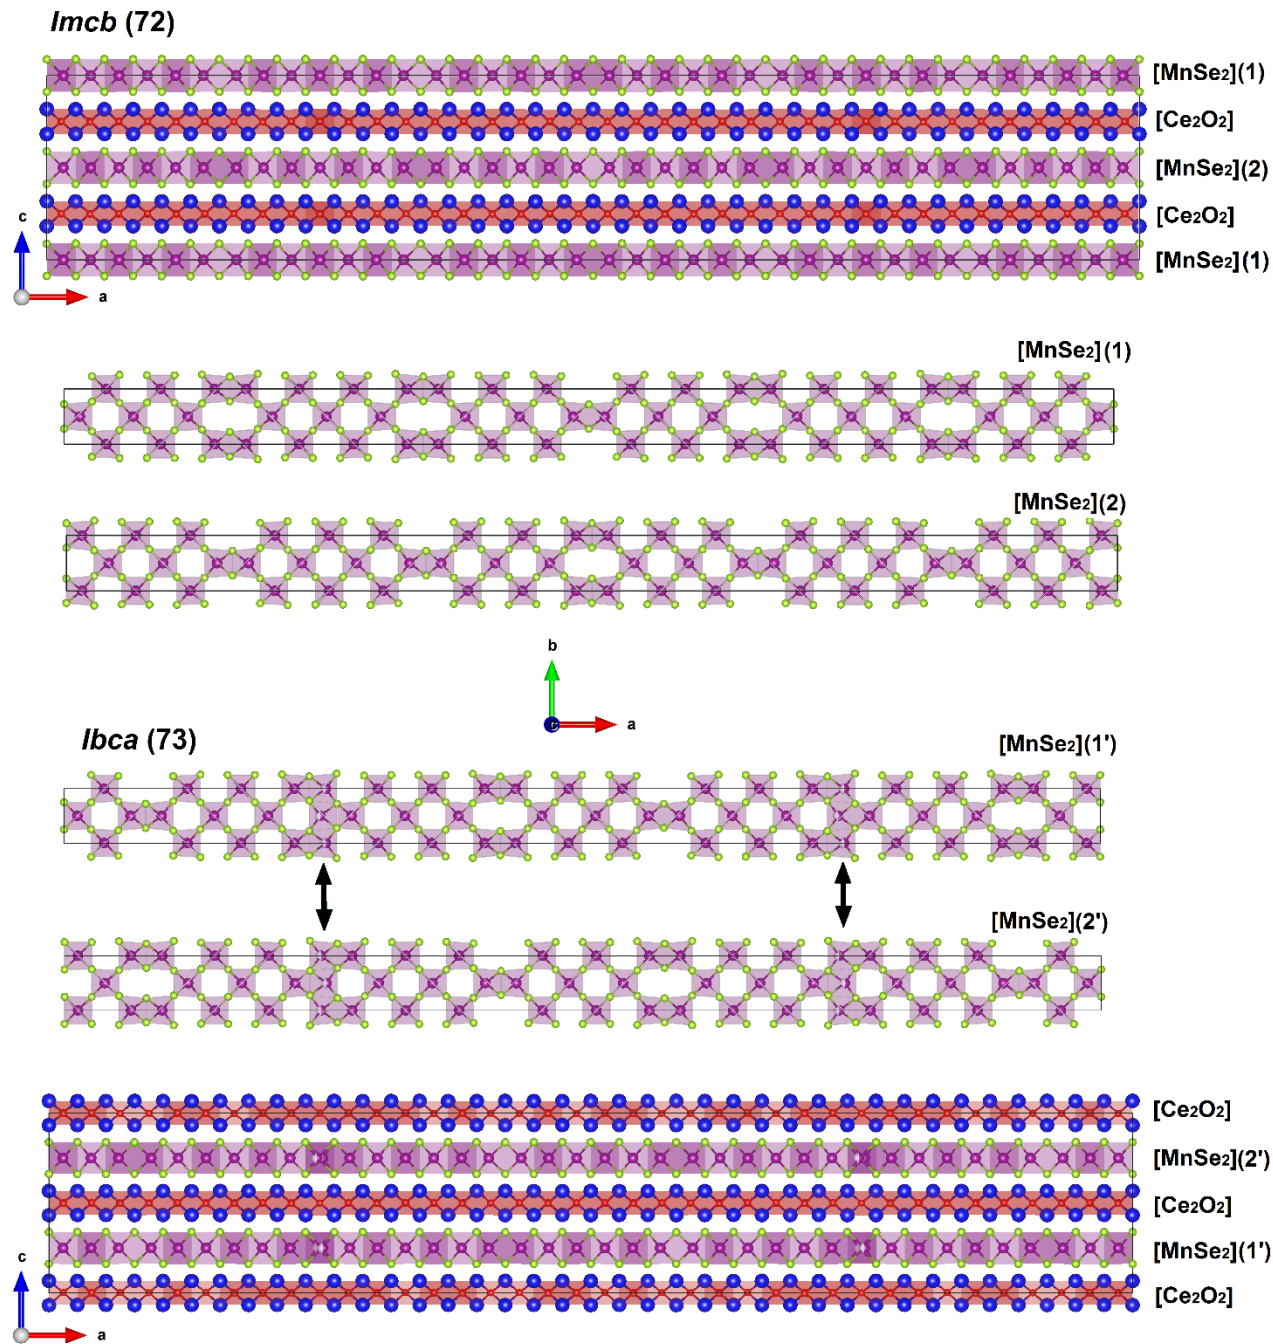 Imcb (72)
[MnSe₂](1)
[Ce₂O₂]
[MnSe₂](2)
[Ce₂O₂]
[MnSe₂](1)
c
a
[MnSe₂](1)
[MnSe₂](2)
b
a
Ibca (73)
[MnSe₂](1')
[MnSe₂](2')
[Ce₂O₂]
[MnSe₂](2')
[Ce₂O₂]
[MnSe₂](1')
[Ce₂O₂]
c
a